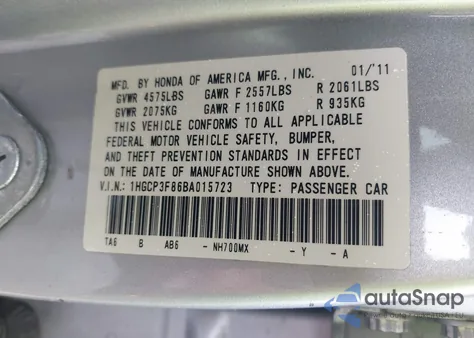 MFD. BY HONDA OF AMERICA MFG., INC. 01/'11
GVWR 4575LBS GAWR F 2557LBS R 2061LBS
GVWR 2075KG GAWR F 1160KG R 935KG
THIS VEHICLE CONFORMS TO ALL APPLICABLE
FEDERAL MOTOR VEHICLE SAFETY, BUMPER,
AND THEFT PREVENTION STANDARDS IN EFFECT
ON THE DATE OF MANUFACTURE SHOWN ABOVE.
V.I.N.: 1HGCP3F86BA015723 TYPE: PASSENGER CAR
TA6 B AB6 -NH700MX -Y -A
autoSnap